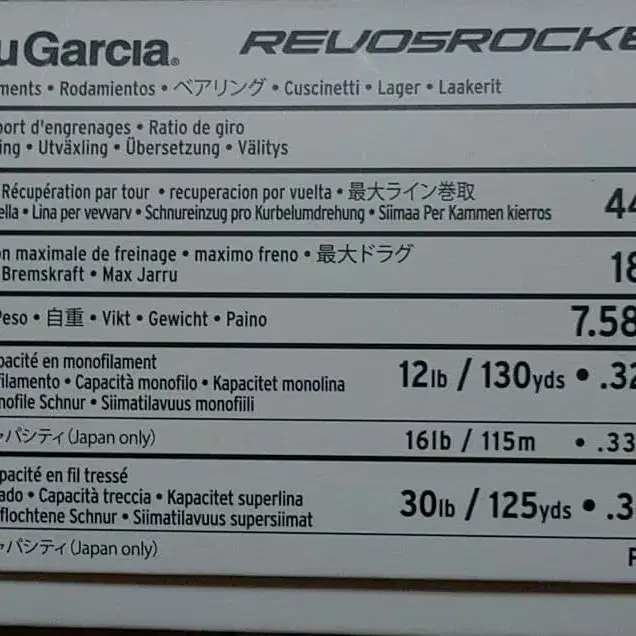 u Garcia® REVO5ROCKE
ments • Rodamientos • ベアリング • Cuscinetti • Lager • Laakerit
port d'engrenages • Ratio de giro
ing • Utväxling • Übersetzung • Välitys
Récupération par tour • recuperacion por vuelta • 最大ライン巻取
ella • Lina per vevvarv • Schnureinzug pro Kurbelumdrehung • Siimaa Per Kammen kierros
44
n maximale de freinage • maximo freno • 最大ドラグ
Bremskraft • Max Jarru
18
Peso • 自重 • Vikt • Gewicht • Paino
7.58
pacité en monofilament
filamento • Capacità monofilo • Kapacitet monolina
nofile Schnur • Siimatilavuus monofiili
12lb / 130yds • .32
ャパシティ(Japan only)
16lb / 115m • .33
pacité en fil tressé
ado • Capacità treccia • Kapacitet superlina
flochtene Schnur • Siimatilavuus supersiimat
30lb / 125yds • .3
ャパシティ(Japan only)
P